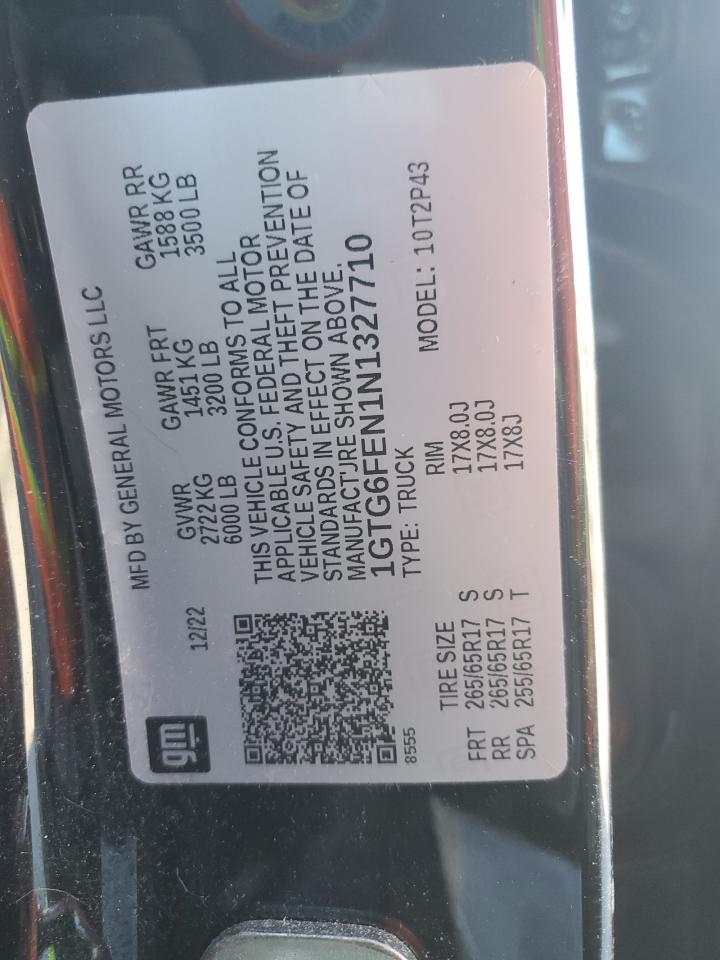 gm
12/22
MFD BY GENERAL MOTORS LLC
GVWR GAWR FRT GAWR RR
2722 KG 1451 KG 1588 KG
6000 LB 3200 LB 3500 LB
THIS VEHICLE CONFORMS TO ALL
APPLICABLE U.S. FEDERAL MOTOR
VEHICLE SAFETY AND THEFT PREVENTION
STANDARDS IN EFFECT ON THE DATE OF
MANUFACTURE SHOWN ABOVE.
1GTG6FEN1N1327710
TYPE: TRUCK MODEL: 10T2P43
8555
TIRE SIZE RIM
FRT 265/65R17 S 17X8.0J
RR 265/65R17 S 17X8.0J
SPA 255/65R17 T 17X8J